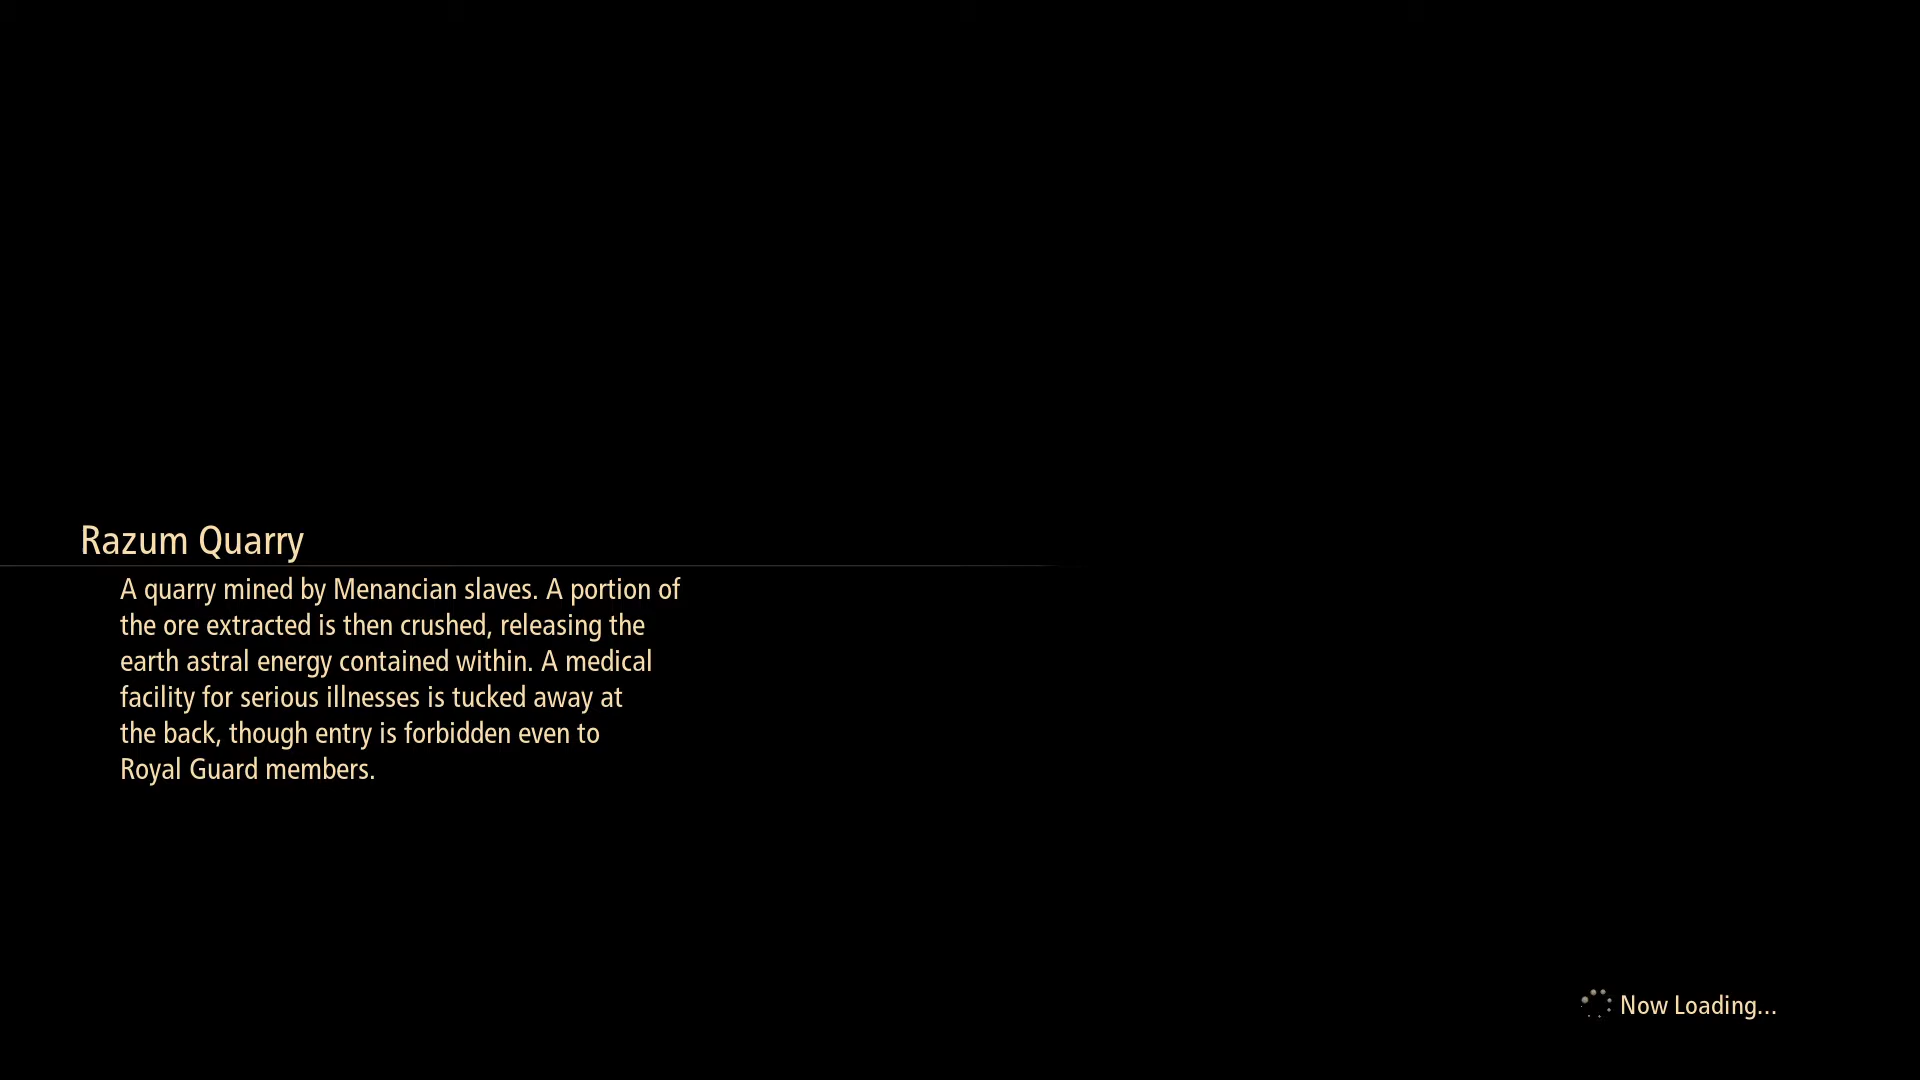 Razum Quarry
A quarry mined by Menancian slaves. A portion of
the ore extracted is then crushed, releasing the
earth astral energy contained within. A medical
facility for serious illnesses is tucked away at
the back, though entry is forbidden even to
Royal Guard members.
Now Loading...